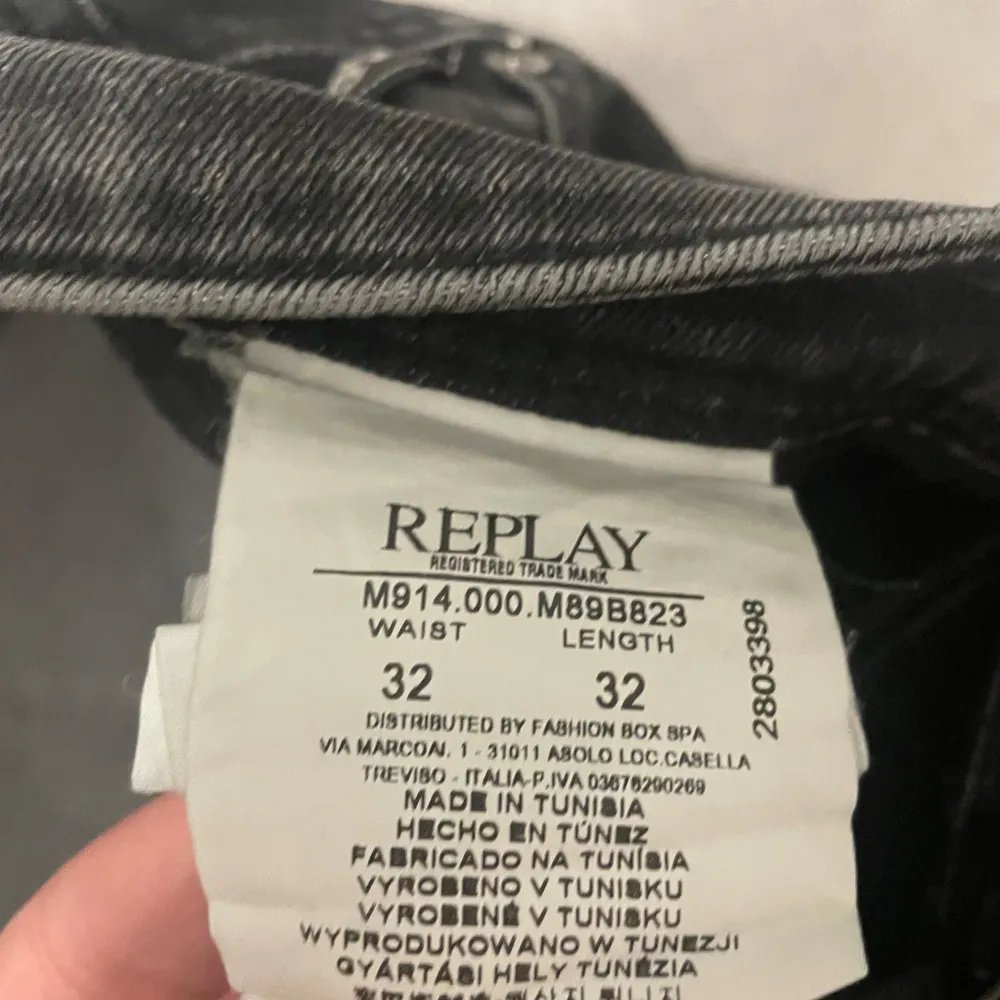 REPLAY
REGISTERED TRADE MARK
M914.000.M89B823
WAIST LENGTH
32 32
2803398
DISTRIBUTED BY FASHION BOX SPA
VIA MARCONI, 1 - 31011 ASOLO LOC.CASELLA
TREVISO - ITALIA-P.IVA 03676290269
MADE IN TUNISIA
HECHO EN TÚNEZ
FABRICADO NA TUNÍSIA
VYROBENO V TUNISKU
VYROBENÉ V TUNISKU
WYPRODUKOWANO W TUNEZJI
GYÁRTÁSI HELY TUNÉZIA